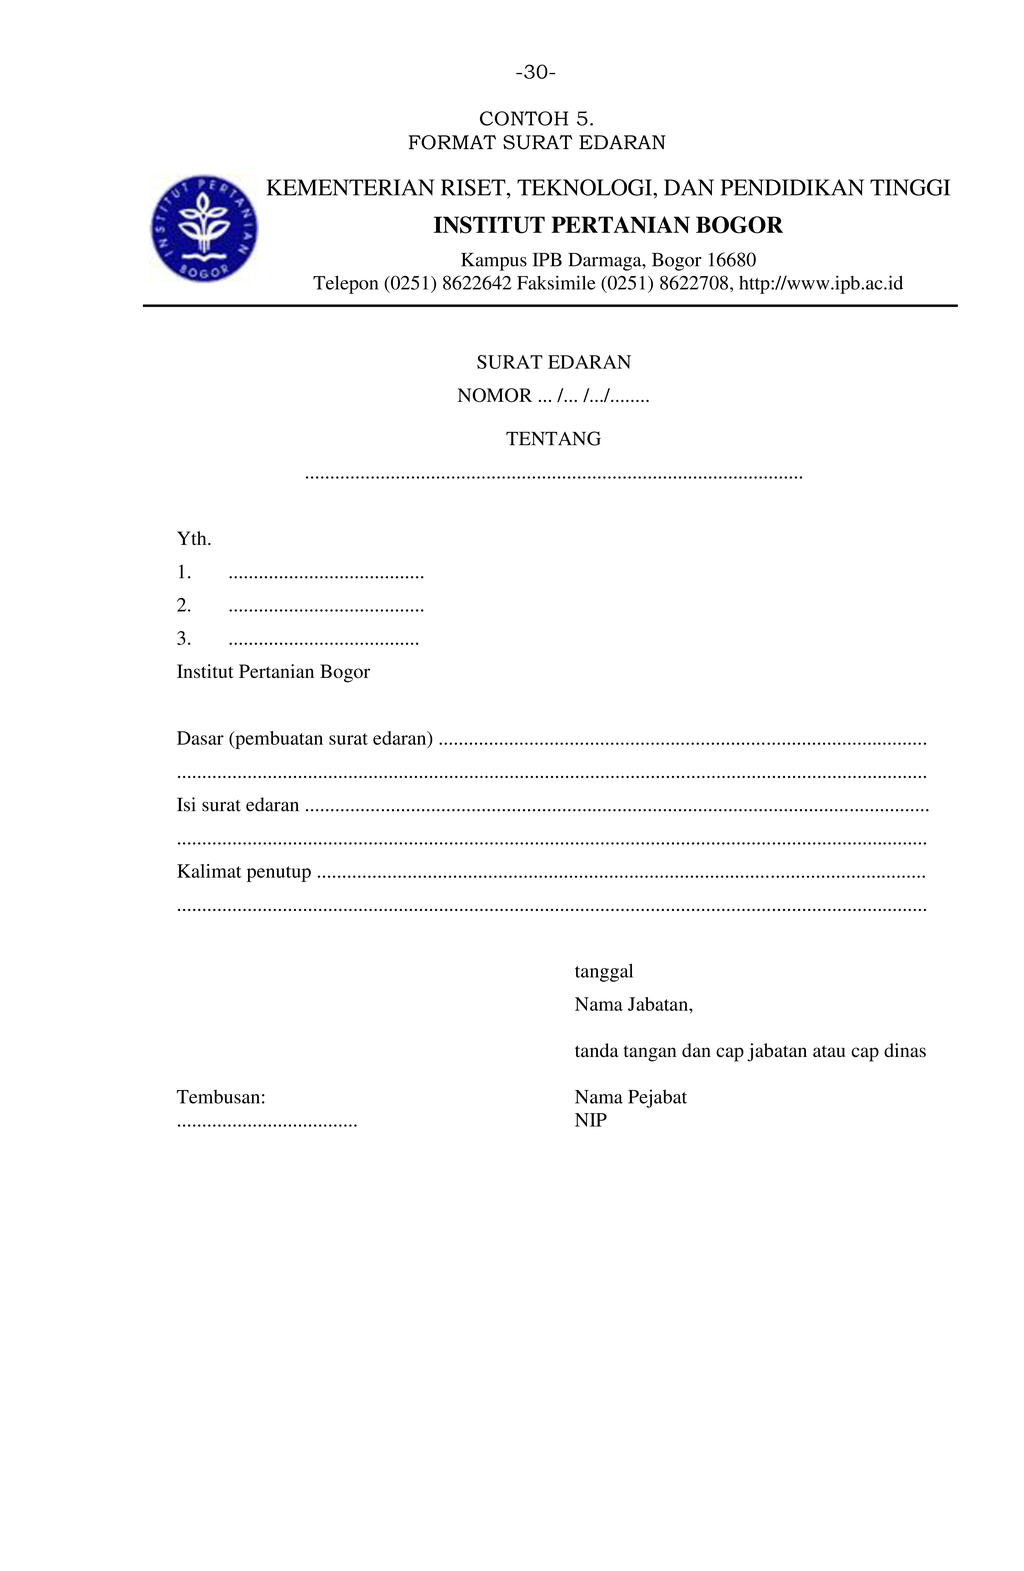 -30-
CONTOH 5.
FORMAT SURAT EDARAN
INSTITUT PERTANIAN BOGOR
KEMENTERIAN RISET, TEKNOLOGI, DAN PENDIDIKAN TINGGI
INSTITUT PERTANIAN BOGOR
Kampus IPB Darmaga, Bogor 16680
Telepon (0251) 8622642 Faksimile (0251) 8622708, http://www.ipb.ac.id
SURAT EDARAN
NOMOR ... /... /.../........
TENTANG
....................................................................................................
Yth.
1. .......................................
2. .......................................
3. ......................................
Institut Pertanian Bogor
Dasar (pembuatan surat edaran) ..................................................................................................
......................................................................................................................................................
Isi surat edaran .............................................................................................................................
......................................................................................................................................................
Kalimat penutup ..........................................................................................................................
......................................................................................................................................................
tanggal
Nama Jabatan,
tanda tangan dan cap jabatan atau cap dinas
Tembusan: Nama Pejabat
.................................... NIP